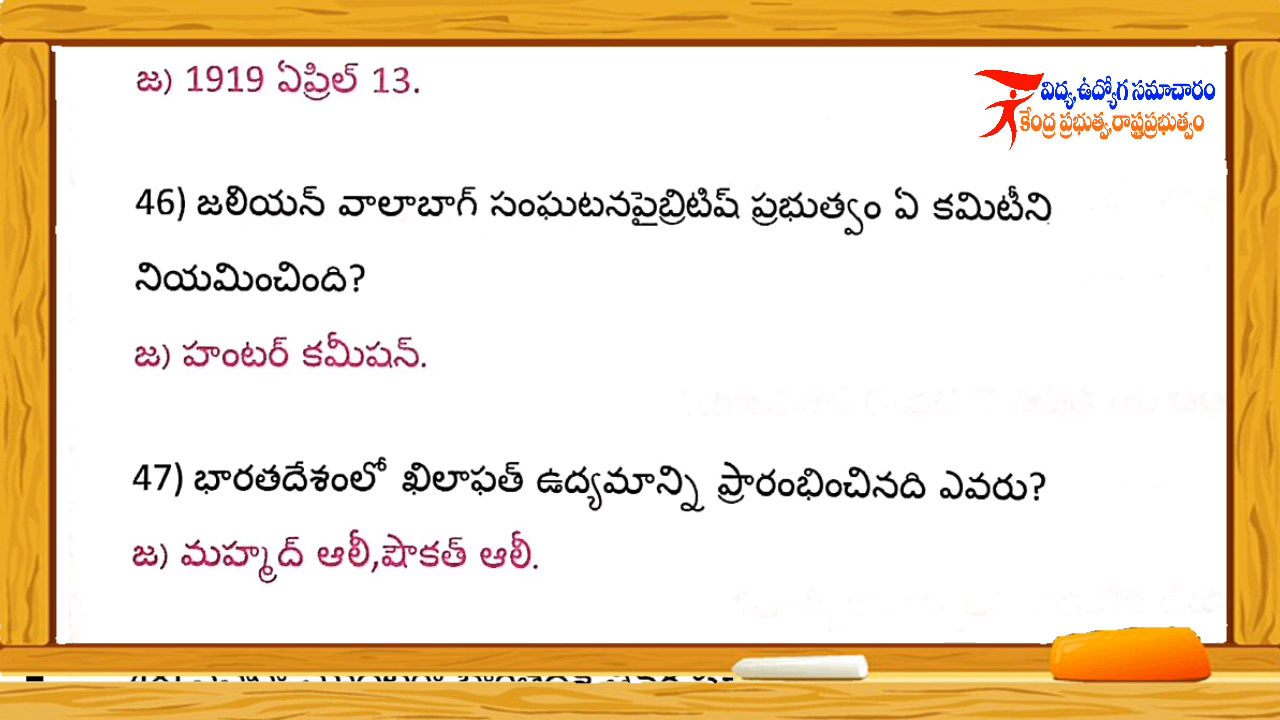 జ) 1919 ఏప్రిల్ 13.
విద్య,ఉద్యోగ సమాచారం
కేంద్ర ప్రభుత్వ,రాష్ట్రప్రభుత్వం
46) జలియన్ వాలాబాగ్ సంఘటనపైబ్రిటిష్ ప్రభుత్వం ఏ కమిటీని
నియమించింది?
జ) హంటర్ కమీషన్.
47) భారతదేశంలో ఖిలాఫత్ ఉద్యమాన్ని ప్రారంభించినది ఎవరు?
జ) మహ్మద్ ఆలీ,షౌకత్ ఆలీ.